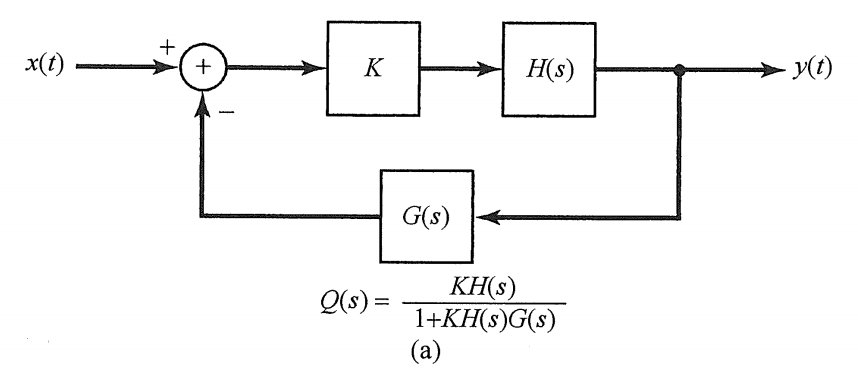 x(t) + + K H(s) y(t)
−
G(s)
Q(s) = KH(s) / 1+KH(s)G(s)
(a)